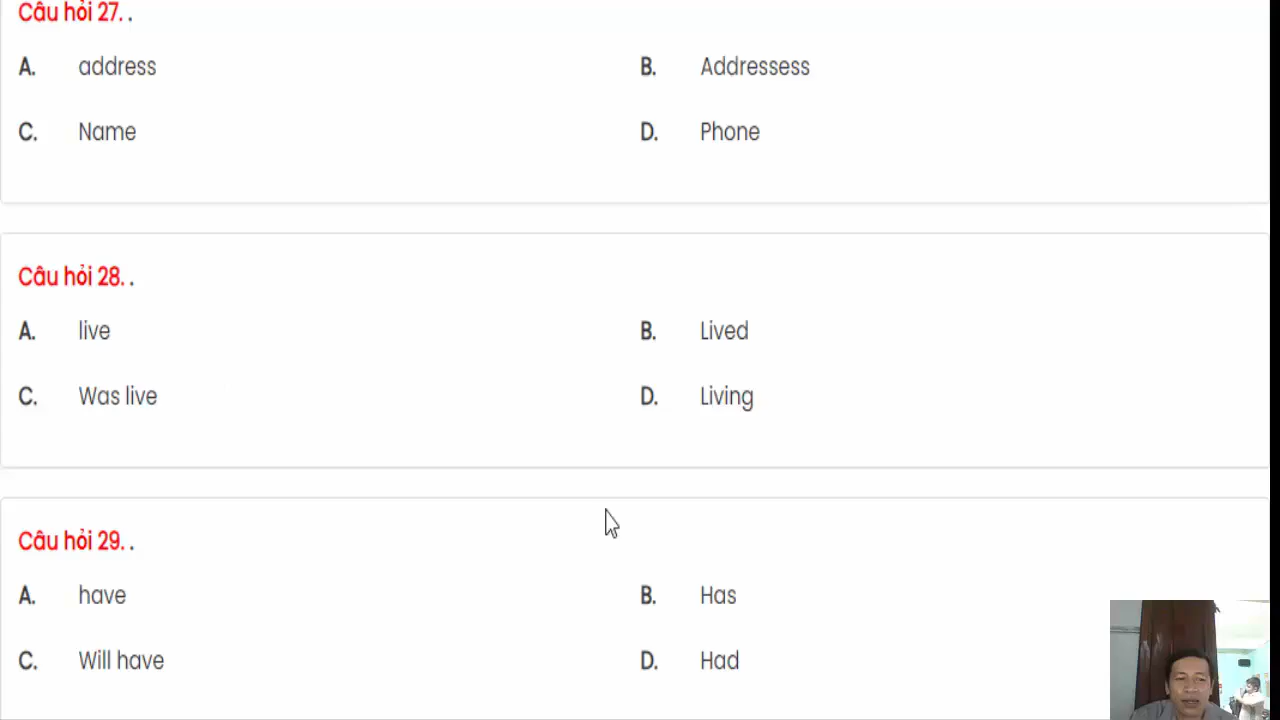 Câu hỏi 27. .
A. address B. Addressess
C. Name D. Phone
Câu hỏi 28. .
A. live B. Lived
C. Was live D. Living
Câu hỏi 29. .
A. have B. Has
C. Will have D. Had